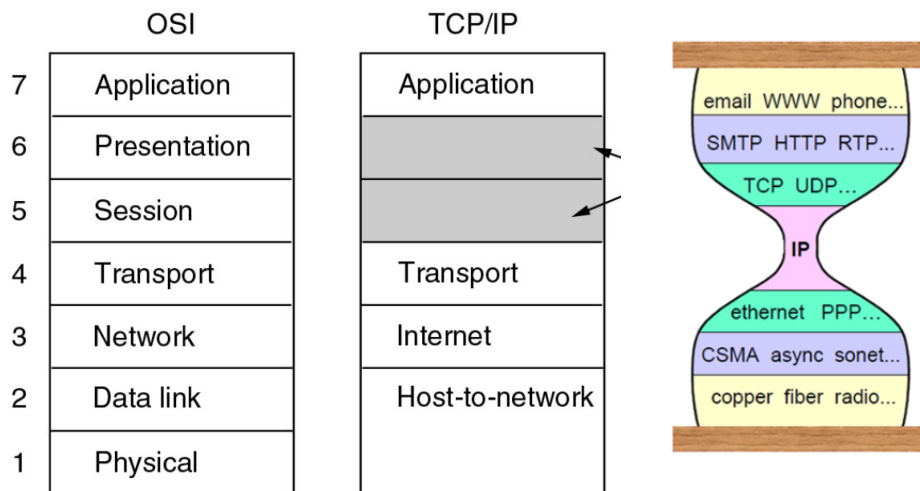 OSI
TCP/IP
7 Application Application
6 Presentation
5 Session
4 Transport Transport
3 Network Internet
2 Data link Host-to-network
1 Physical
email WWW phone...
SMTP HTTP RTP...
TCP UDP...
IP
ethernet PPP...
CSMA async sonet...
copper fiber radio...